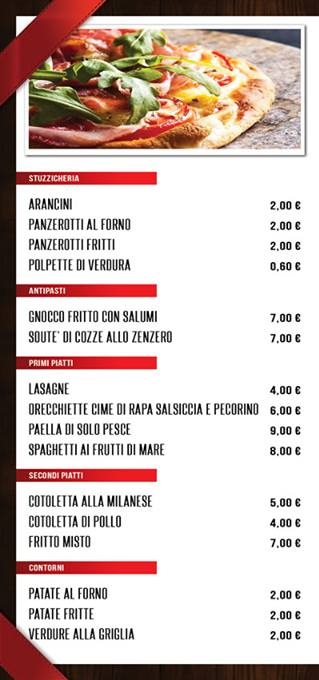 STUZZICHERIA
ARANCINI 2,00 €
PANZEROTTI AL FORNO 2,00 €
PANZEROTTI FRITTI 2,00 €
POLPETTE DI VERDURA 0,60 €
ANTIPASTI
GNOCCO FRITTO CON SALUMI 7,00 €
SOUTE' DI COZZE ALLO ZENZERO 7,00 €
PRIMI PIATTI
LASAGNE 4,00 €
ORECCHIETTE CIME DI RAPA SALSICCIA E PECORINO 6,00 €
PAELLA DI SOLO PESCE 9,00 €
SPAGHETTI AI FRUTTI DI MARE 8,00 €
SECONDI PIATTI
COTOLETTA ALLA MILANESE 5,00 €
COTOLETTA DI POLLO 4,00 €
FRITTO MISTO 7,00 €
CONTORNI
PATATE AL FORNO 2,00 €
PATATE FRITTE 2,00 €
VERDURE ALLA GRIGLIA 2,00 €